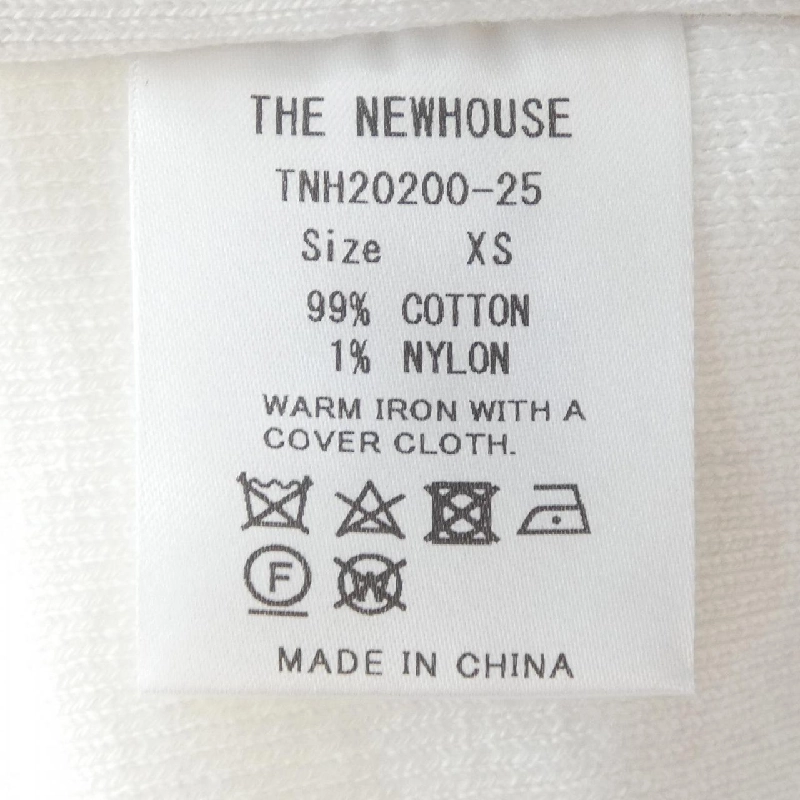 THE NEWHOUSE
TNH20200-25
Size XS
99% COTTON
1% NYLON
WARM IRON WITH A
COVER CLOTH.
F W
MADE IN CHINA